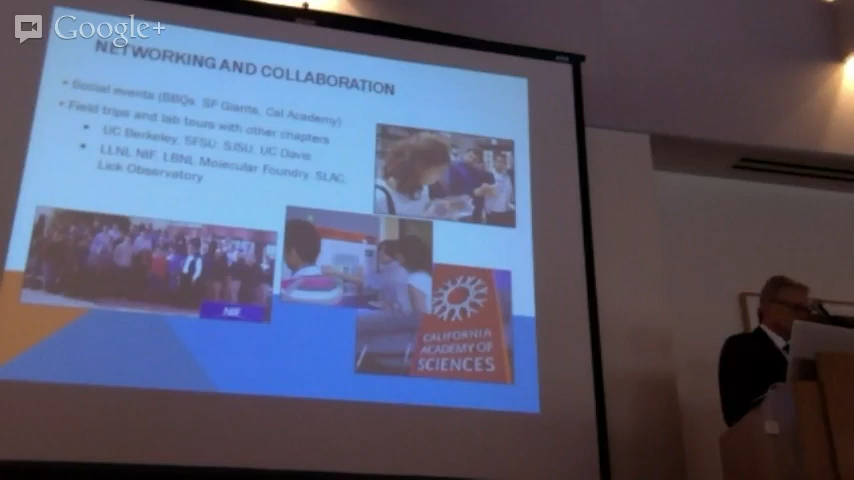 Google+
NETWORKING AND COLLABORATION
• Social events (BBQs, SF Giants, Cal Academy)
• Field trips and lab tours with other chapters
• UC Berkeley, SFSU, SJSU, UC Davis
• LLNL NIF, LBNL Molecular Foundry, SLAC,
Lick Observatory
NIF
CALIFORNIA
ACADEMY OF
SCIENCES